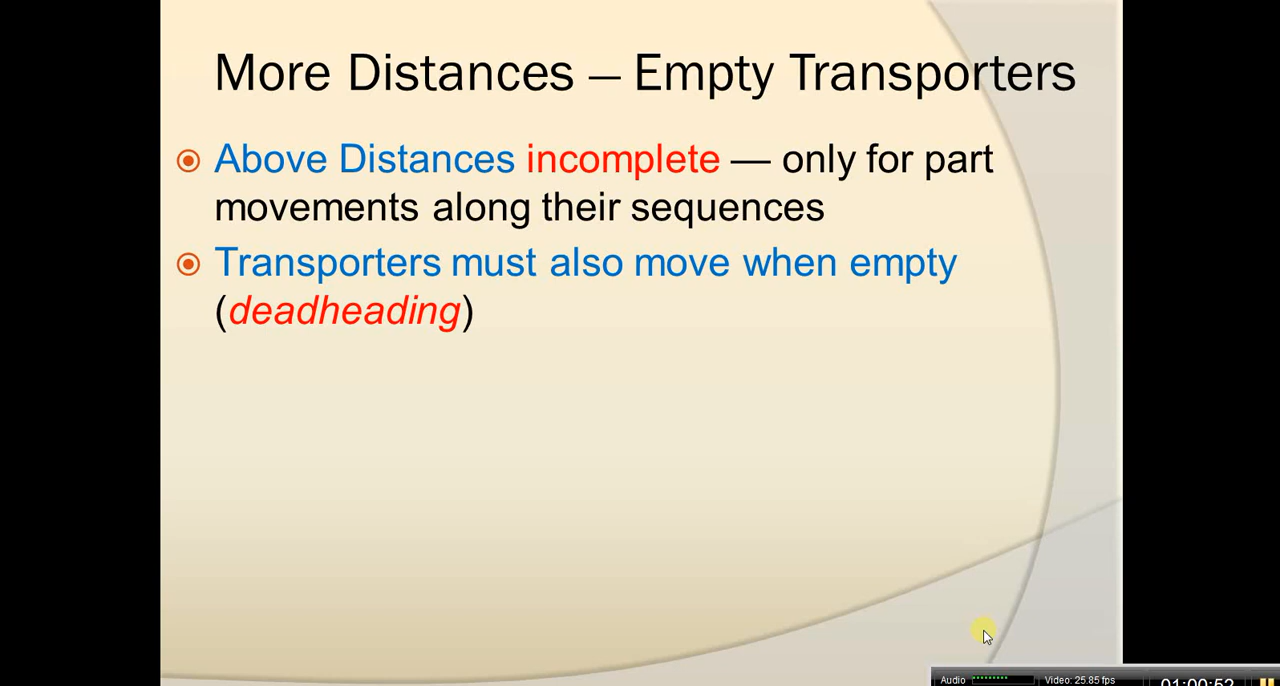 More Distances — Empty Transporters
Above Distances incomplete — only for part
movements along their sequences
Transporters must also move when empty
(deadheading)
Audio
Video: 25.85 fps
01:00:52